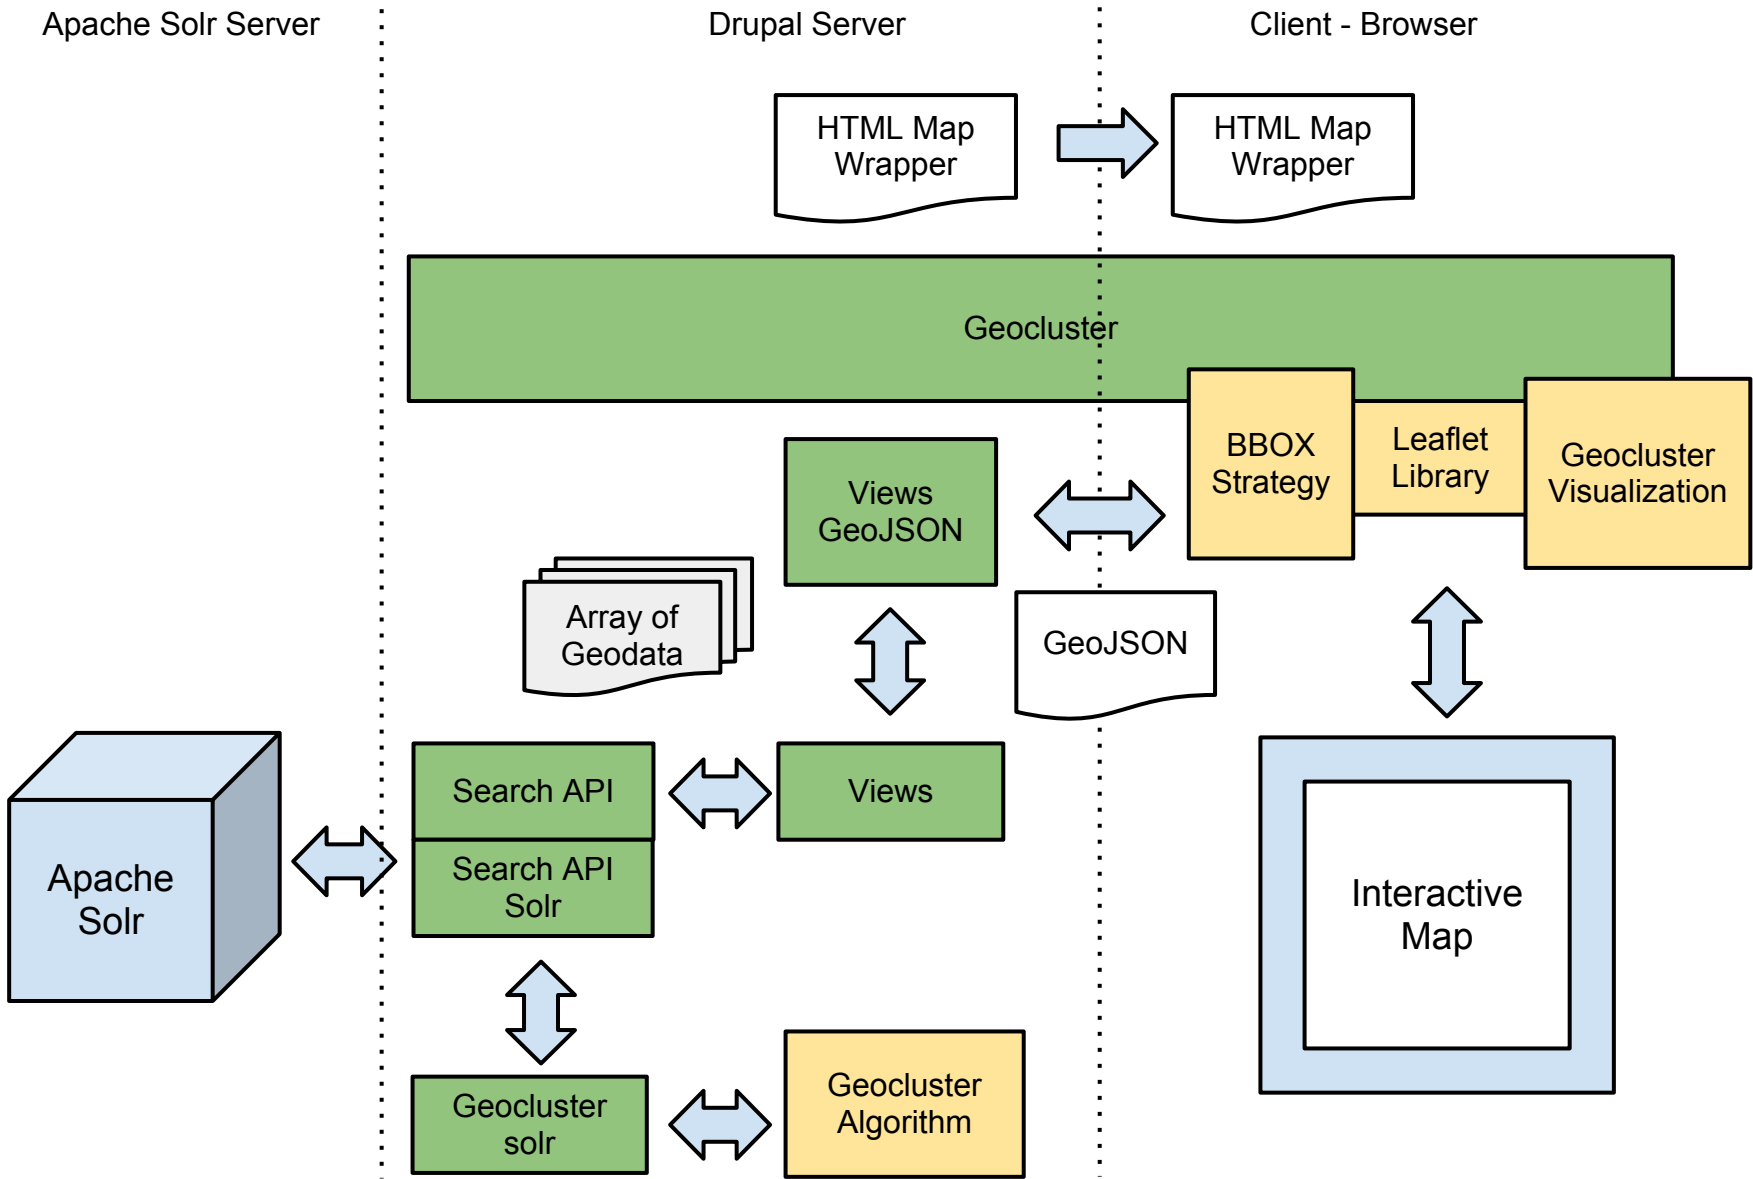 Apache Solr Server
Drupal Server
Client - Browser
HTML Map
Wrapper
HTML Map
Wrapper
Geocluster
BBOX
Strategy
Leaflet
Library
Geocluster
Visualization
Views
GeoJSON
Array of
Geodata
GeoJSON
Search API
Views
Search API
Solr
Apache
Solr
Interactive
Map
Geocluster
solr
Geocluster
Algorithm